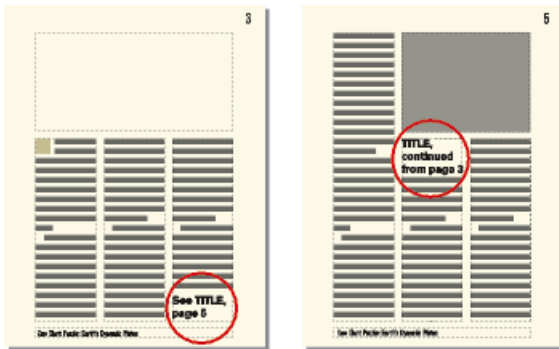 3
See TITLE,
page 5
5
TITLE,
continued
from page 3